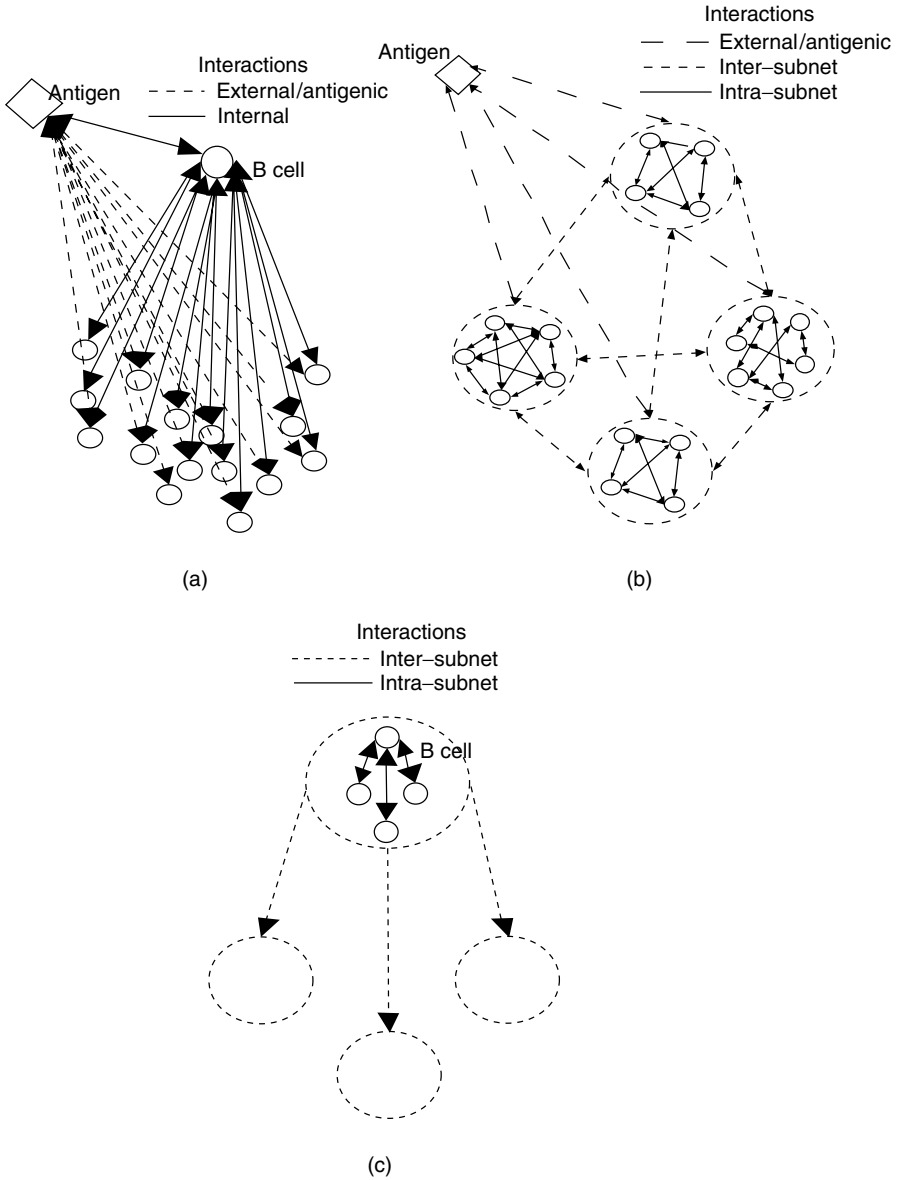 Interactions
External/antigenic
Internal
Antigen
B cell
(a)
Interactions
External/antigenic
Inter–subnet
Intra–subnet
Antigen
(b)
Interactions
Inter–subnet
Intra–subnet
B cell
(c)